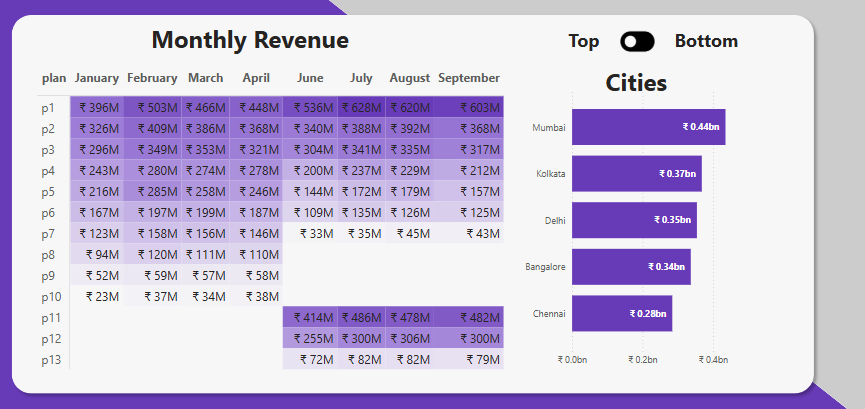 Monthly Revenue
Top Bottom
plan January February March April June July August September
p1 ₹ 396M ₹ 503M ₹ 466M ₹ 448M ₹ 536M ₹ 628M ₹ 620M ₹ 603M
p2 ₹ 326M ₹ 409M ₹ 386M ₹ 368M ₹ 340M ₹ 388M ₹ 392M ₹ 368M
p3 ₹ 296M ₹ 349M ₹ 353M ₹ 321M ₹ 304M ₹ 341M ₹ 335M ₹ 317M
p4 ₹ 243M ₹ 280M ₹ 274M ₹ 278M ₹ 200M ₹ 237M ₹ 229M ₹ 212M
p5 ₹ 216M ₹ 285M ₹ 258M ₹ 246M ₹ 144M ₹ 172M ₹ 179M ₹ 157M
p6 ₹ 167M ₹ 197M ₹ 199M ₹ 187M ₹ 109M ₹ 135M ₹ 126M ₹ 125M
p7 ₹ 123M ₹ 158M ₹ 156M ₹ 146M ₹ 33M ₹ 35M ₹ 45M ₹ 43M
p8 ₹ 94M ₹ 120M ₹ 111M ₹ 110M
p9 ₹ 52M ₹ 59M ₹ 57M ₹ 58M
p10 ₹ 23M ₹ 37M ₹ 34M ₹ 38M
p11 ₹ 414M ₹ 486M ₹ 478M ₹ 482M
p12 ₹ 255M ₹ 300M ₹ 306M ₹ 300M
p13 ₹ 72M ₹ 82M ₹ 82M ₹ 79M
Cities
Mumbai ₹ 0.44bn
Kolkata ₹ 0.37bn
Delhi ₹ 0.35bn
Bangalore ₹ 0.34bn
Chennai ₹ 0.28bn
₹ 0.0bn ₹ 0.2bn ₹ 0.4bn